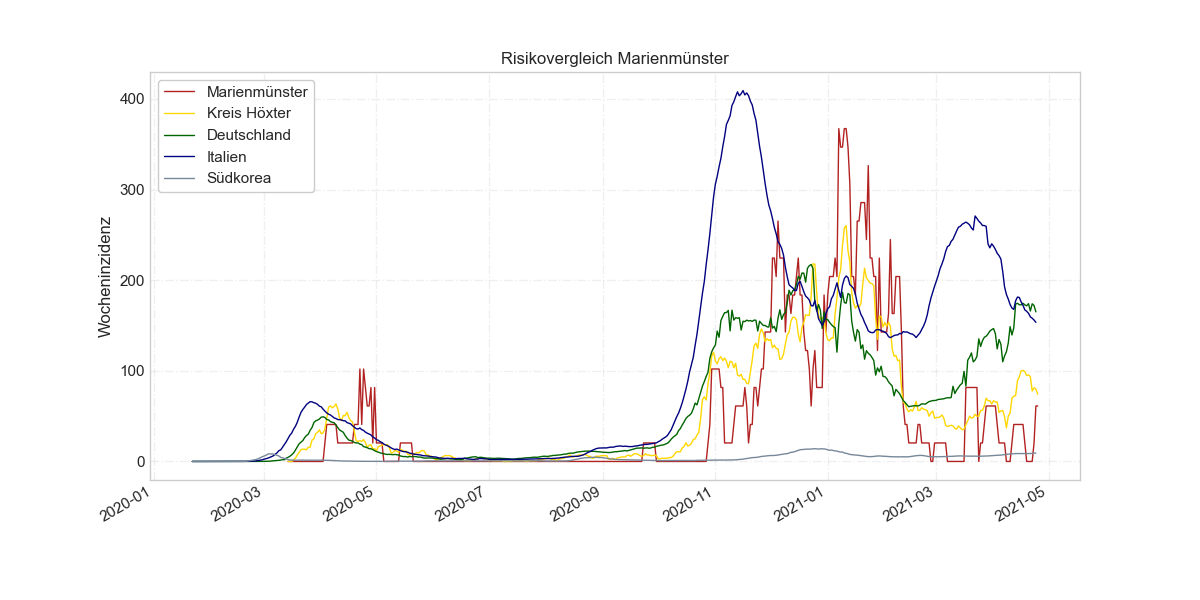 Risikovergleich Marienmünster
Marienmünster
Kreis Höxter
Deutschland
Italien
Südkorea
Wocheninzidenz
400
300
200
100
0
2020-01
2020-03
2020-05
2020-07
2020-09
2020-11
2021-01
2021-03
2021-05